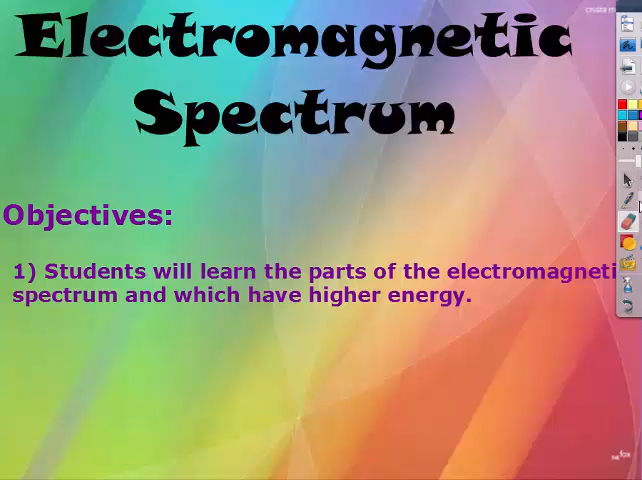 Electromagnetic
Spectrum
Objectives:
1) Students will learn the parts of the electromagneti
spectrum and which have higher energy.